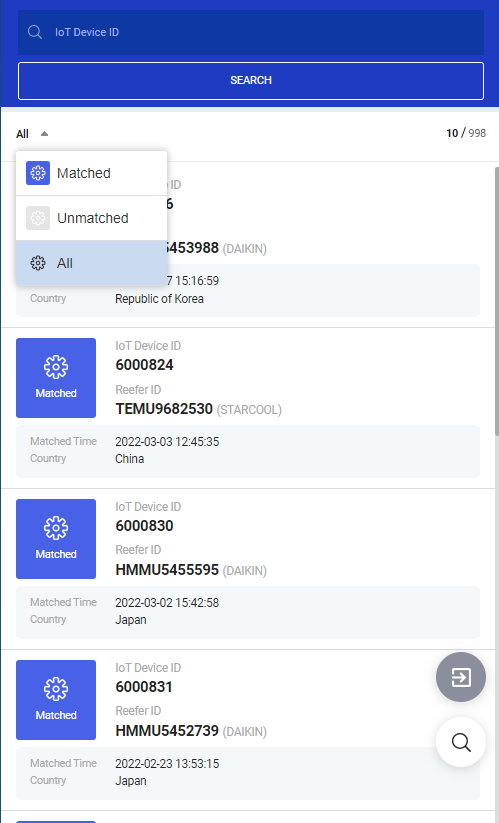 IoT Device ID
SEARCH
All
10 / 998
Matched
Unmatched
All
ID
6
5453988 (DAIKIN)
7 15:16:59
Country Republic of Korea
IoT Device ID
6000824
Reefer ID
Matched
TEMU9682530 (STARCOOL)
Matched Time 2022-03-03 12:45:35
Country China
IoT Device ID
6000830
Reefer ID
Matched
HMMU5455595 (DAIKIN)
Matched Time 2022-03-02 15:42:58
Country Japan
IoT Device ID
6000831
Reefer ID
Matched
HMMU5452739 (DAIKIN)
Matched Time 2022-02-23 13:53:15
Country Japan